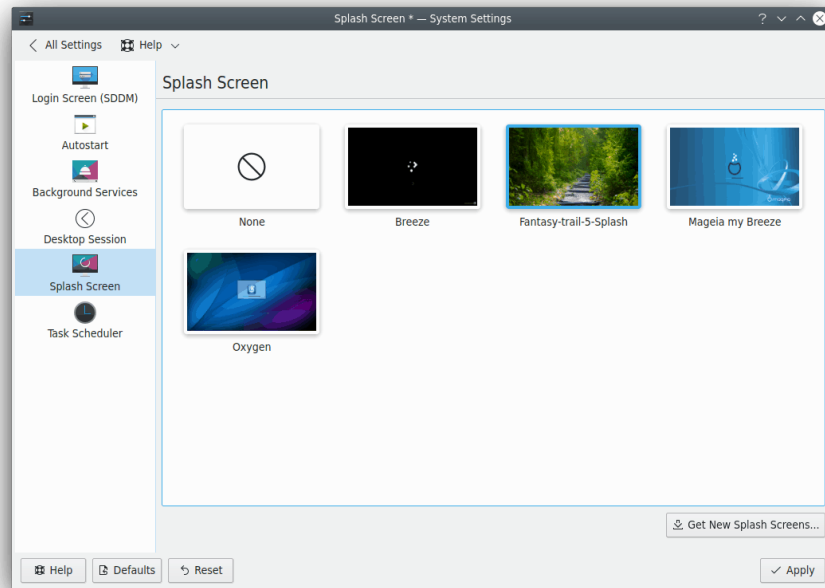 Splash Screen * — System Settings
?
All Settings
Help
Login Screen (SDDM)
Autostart
Background Services
Desktop Session
Splash Screen
Task Scheduler
Splash Screen
None
Breeze
Fantasy-trail-5-Splash
Mageia my Breeze
Oxygen
Get New Splash Screens...
Help
Defaults
Reset
Apply